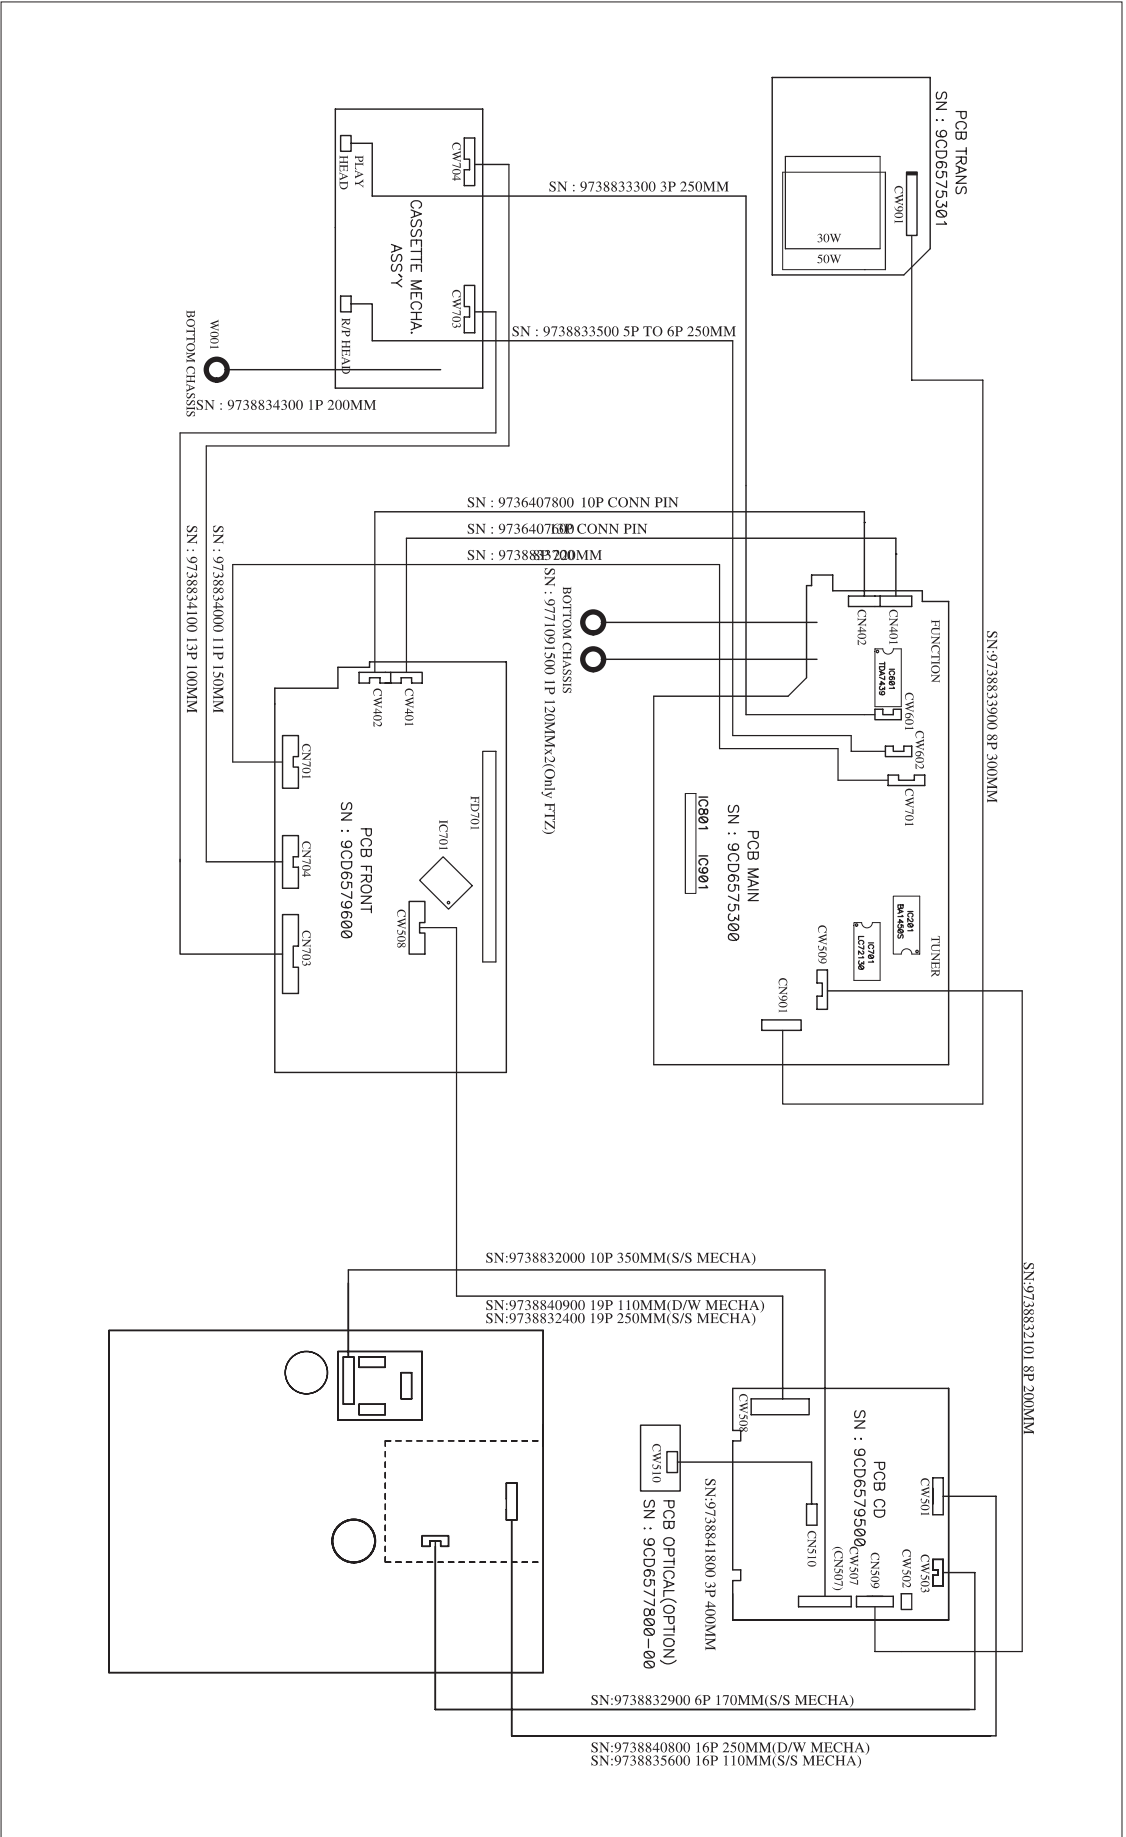 PCB TRANS
SN : 9CD6575301
CW901
30W
50W
CW704
PLAY
HEAD
SN : 9738833300 3P 250MM
CASSETTE MECHA.
ASS'Y
CW703
R/P HEAD
SN : 9738833500 5P TO 6P 250MM
W001
BOTTOM CHASSIS
SN : 9738834300 1P 200MM
SN : 9736407800 10P CONN PIN
CONN PIN
SN : 9738834100 13P 100MM
SN : 9738834000 11P 150MM
BOTTOM CHASSIS
SN : 9771091500 1P 120MMx2(Only FTZ)
FUNCTION
CN401
CN402
IC601
TDA7439
CW601
CW602
CW701
SN:9738833900 8P 300MM
IC801 IC901
PCB MAIN
SN : 9CD6575300
IC201
BA1450S
IC701
LC72130
TUNER
CW509
CN901
CW401
CW402
CN701
FD701
IC701
PCB FRONT
SN : 9CD6579600
CN704
CW508
CN703
SN:9738832000 10P 350MM(S/S MECHA)
SN:9738840900 19P 110MM(D/W MECHA)
SN:9738832400 19P 250MM(S/S MECHA)
SN:9738832101 8P 200MM
CW508
PCB CD
SN : 9CD6579500
CW501
CW510
CN510
CW503
CW502
CN509
CW507
(CN507)
SN:9738841800 3P 400MM
PCB OPTICAL(OPTION)
SN : 9CD6577800-00
SN:9738832900 6P 170MM(S/S MECHA)
SN:9738840800 16P 250MM(D/W MECHA)
SN:9738835600 16P 110MM(S/S MECHA)